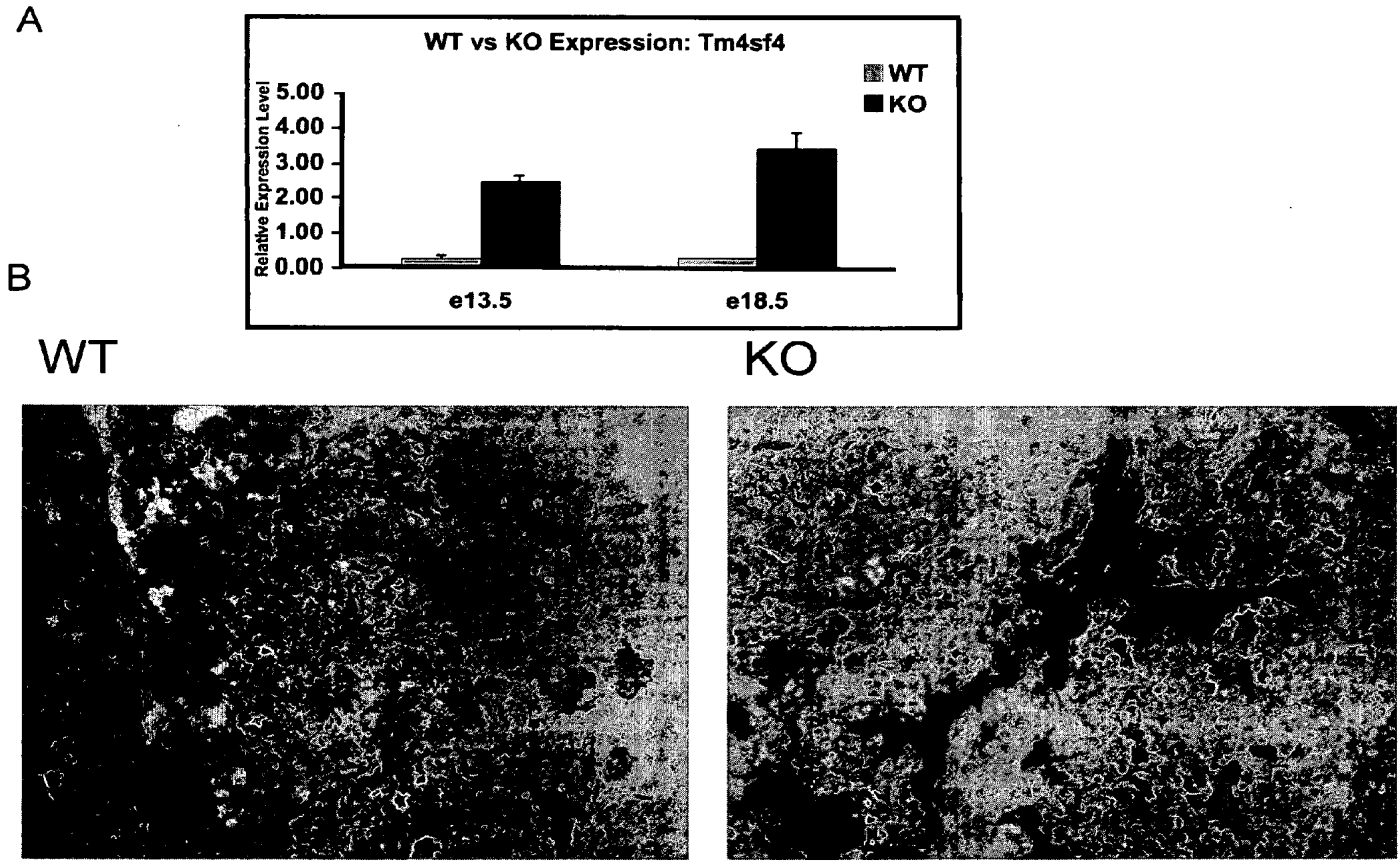 A
WT vs KO Expression: Tm4sf4
WT
KO
Relative Expression Level
5.00
4.00
3.00
2.00
1.00
0.00
e13.5
e18.5
B
WT
KO